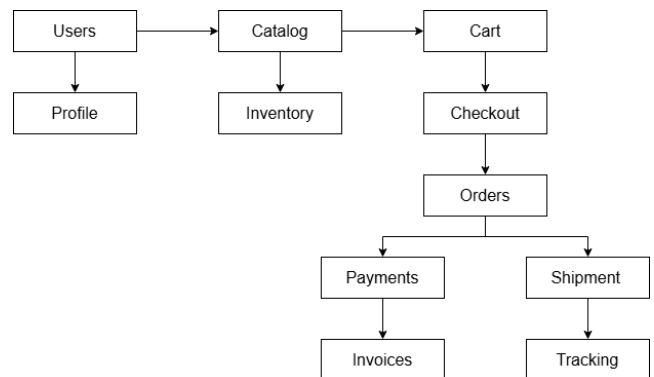 Users
Catalog
Cart
Profile
Inventory
Checkout
Orders
Payments
Shipment
Invoices
Tracking